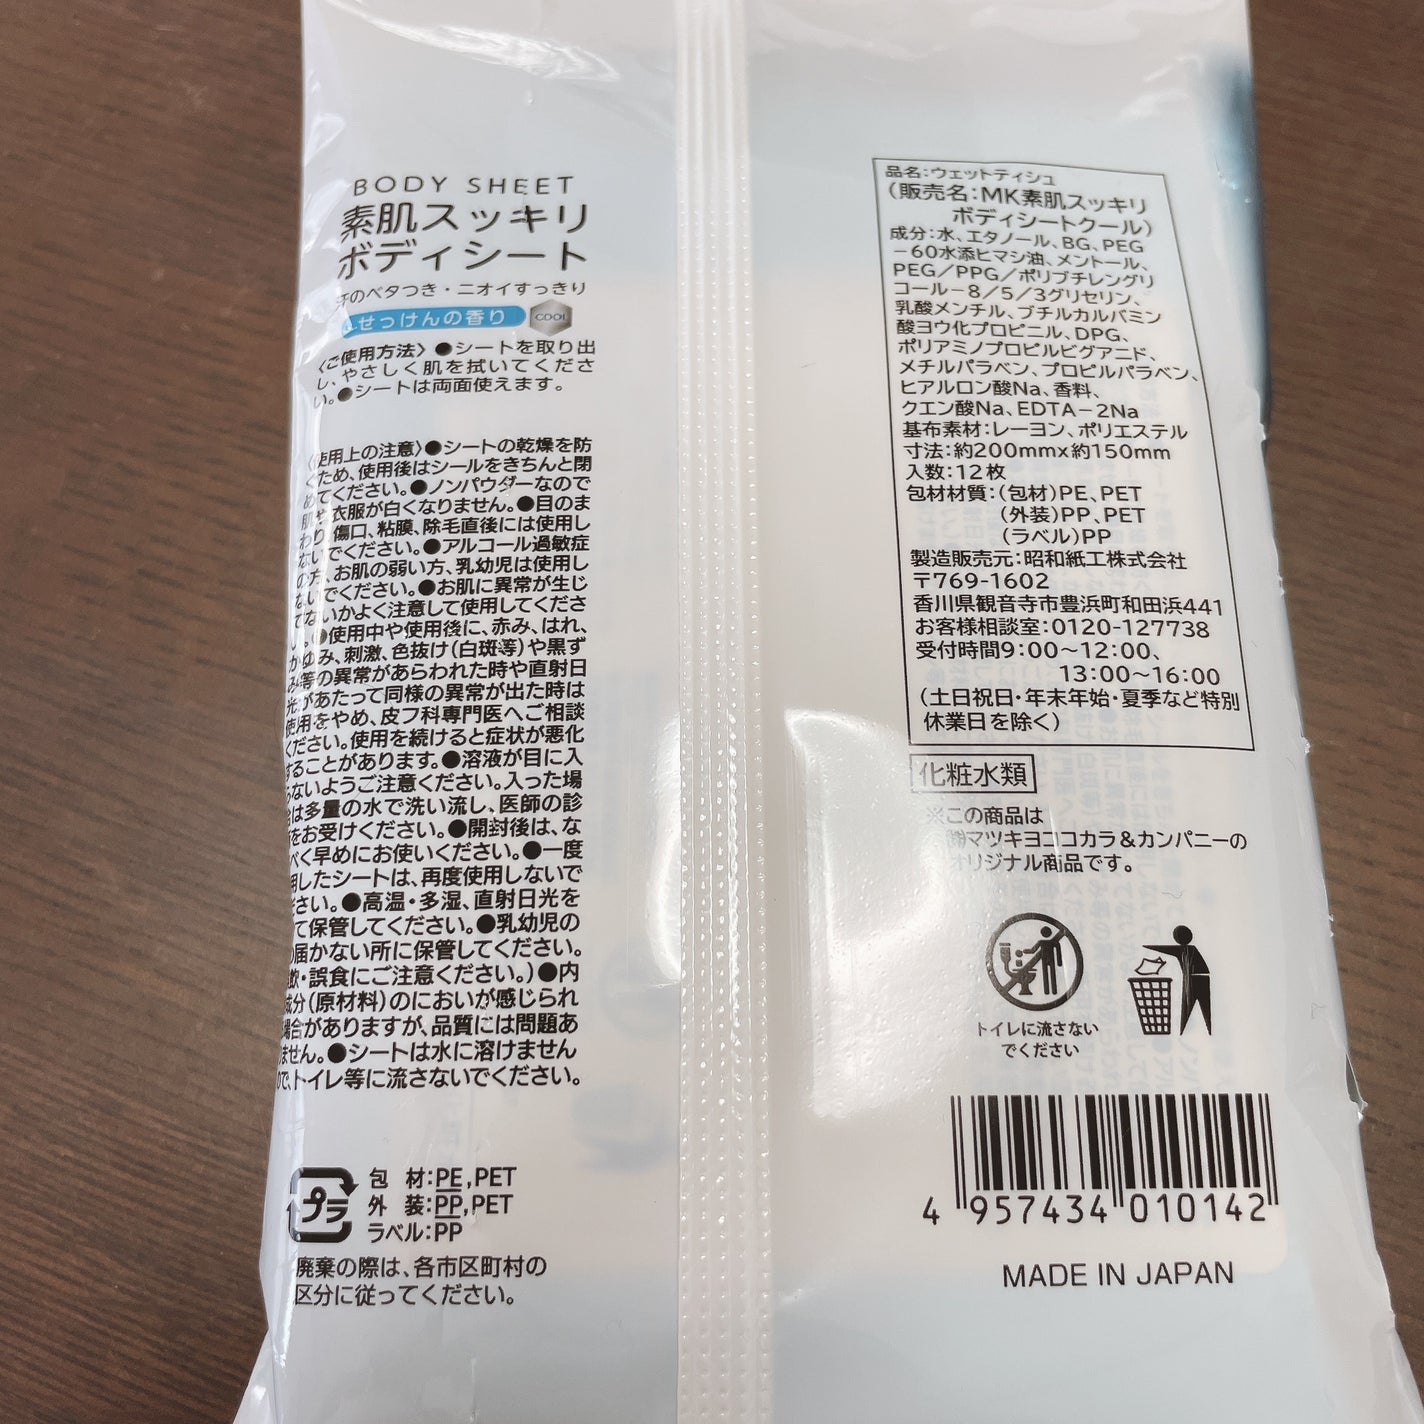 BODY SHEET
素肌スッキリ
ボディシート
汗のベタつき・ニオイすっきり
せっけんの香り COOL
〈ご使用方法〉●シートを取り出
し、やさしく肌を拭いてくださ
い。●シートは両面使えます。
〈使用上の注意〉●シートの乾燥を防
ぐため、使用後はシールをきちんと閉
めてください。●ノンパウダーなので
肌や衣服が白くなりません。●目のま
わり、傷口、粘膜、除毛直後には使用し
ないでください。●アルコール過敏症
の方、お肌の弱い方、乳幼児は使用し
ないでください。●お肌に異常が生じ
てないかよく注意して使用してくださ
い。●使用中や使用後に、赤み、はれ、
かゆみ、刺激、色抜け(白斑等)や黒ず
み等の異常があらわれた時や直射日
光があたって同様の異常が出た時は
使用をやめ、皮フ科専門医へご相談
ください。使用を続けると症状が悪化
することがあります。●溶液が目に入
らないようご注意ください。入った場
合は多量の水で洗い流し、医師の診
をお受けください。●開封後は、な
べく早めにお使いください。●一度
用したシートは、再度使用しないで
ださい。●高温・多湿、直射日光を
て保管してください。●乳幼児の
届かない所に保管してください。
飲・誤食にご注意ください。)●内
成分(原材料)のにおいが感じられ
場合がありますが、品質には問題あ
ません。●シートは水に溶けません
ので、トイレ等に流さないでください。
プラ
包 材:PE,PET
外 装:PP,PET
ラベル:PP
廃棄の際は、各市区町村の
区分に従ってください。
品名:ウェットティシュ
(販売名:MK素肌スッキリ
ボディシートクール)
成分:水、エタノール、BG、PEG
-60水添ヒマシ油、メントール、
PEG/PPG/ポリブチレングリ
コール-8/5/3グリセリン、
乳酸メンチル、ブチルカルバミン
酸ヨウ化プロピニル、DPG、
ポリアミノプロピルビグアニド、
メチルパラベン、プロピルパラベン、
ヒアルロン酸Na、香料、
クエン酸Na、EDTA-2Na
基布素材:レーヨン、ポリエステル
寸法:約200mmx約150mm
入数:12枚
包材材質:(包材)PE、PET
(外装)PP、PET
(ラベル)PP
製造販売元:昭和紙工株式会社
〒769-1602
香川県観音寺市豊浜町和田浜441
お客様相談室:0120-127738
受付時間9:00~12:00、
13:00~16:00
(土日祝日・年末年始・夏季など特別
休業日を除く)
化粧水類
※この商品は
㈱マツキヨココカラ&カンパニーの
オリジナル商品です。
トイレに流さない
でください
4 957434 010142
MADE IN JAPAN